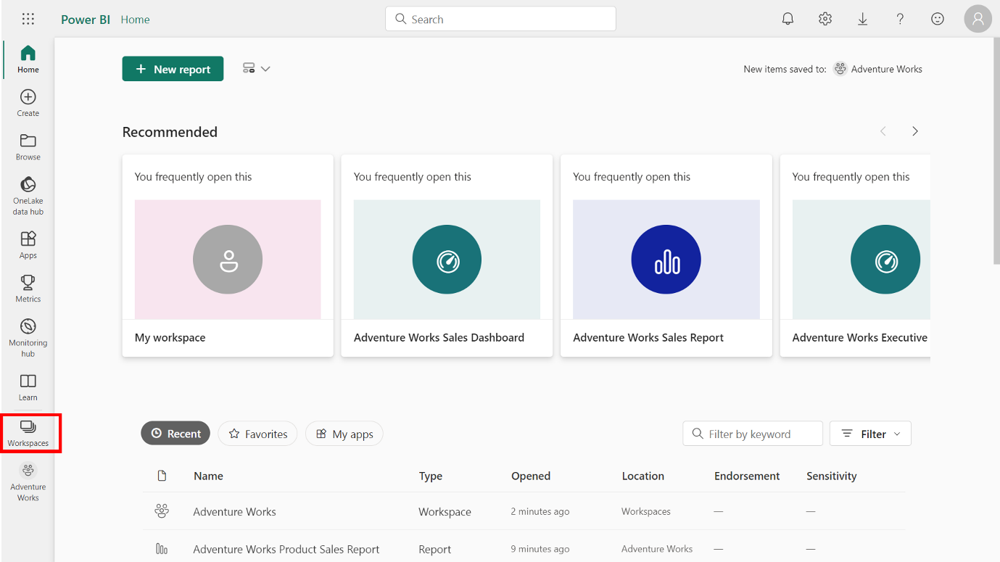 Power BI Home
Search
Home
Create
Browse
OneLake
data hub
Apps
Metrics
Monitoring
hub
Learn
Workspaces
Adventure
Works
+ New report
New items saved to: Adventure Works
Recommended
You frequently open this
My workspace
You frequently open this
Adventure Works Sales Dashboard
You frequently open this
Adventure Works Sales Report
You frequently open this
Adventure Works Executive
Recent Favorites My apps
Filter by keyword Filter
Name Type Opened Location Endorsement Sensitivity
Adventure Works Workspace 2 minutes ago Workspaces — —
Adventure Works Product Sales Report Report 9 minutes ago Adventure Works — —